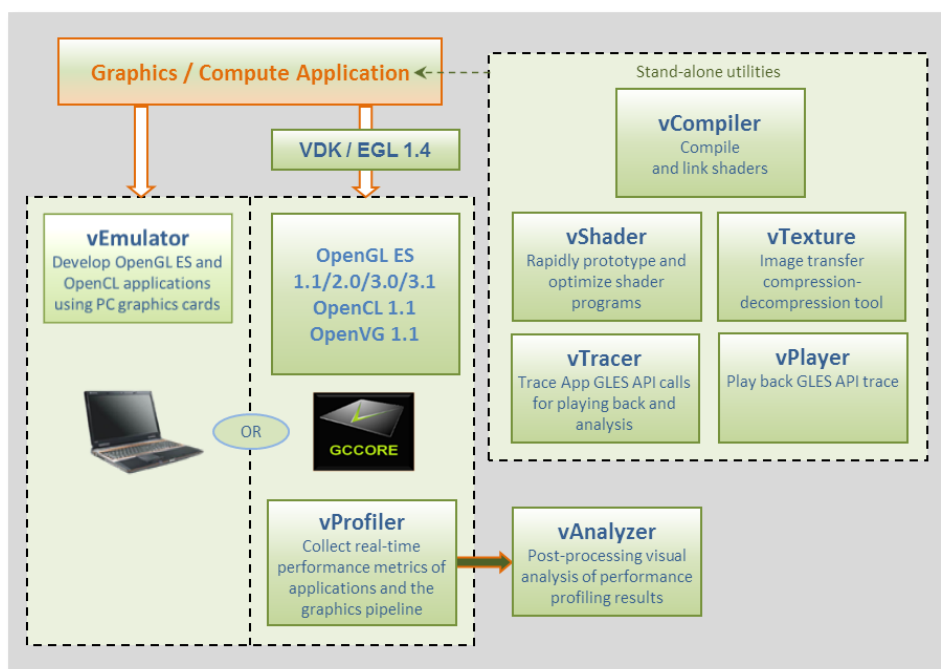 Graphics / Compute Application
VDK / EGL 1.4
vEmulator
Develop OpenGL ES and
OpenCL applications
using PC graphics cards
OpenGL ES
1.1/2.0/3.0/3.1
OpenCL 1.1
OpenVG 1.1
OR
GCCORE
vProfiler
Collect real-time
performance metrics of
applications and the
graphics pipeline
vAnalyzer
Post-processing visual
analysis of performance
profiling results
Stand-alone utilities
vCompiler
Compile
and link shaders
vShader
Rapidly prototype and
optimize shader
programs
vTexture
Image transfer
compression-
decompression tool
vTracer
Trace App GLES API calls
for playing back and
analysis
vPlayer
Play back GLES API trace